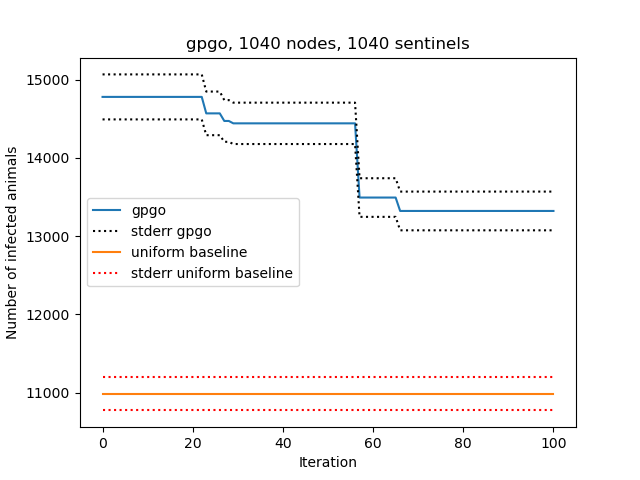 gpgo, 1040 nodes, 1040 sentinels
Number of infected animals
15000
14000
13000
12000
11000
gpgo
stderr gpgo
uniform baseline
stderr uniform baseline
0 20 40 60 80 100
Iteration